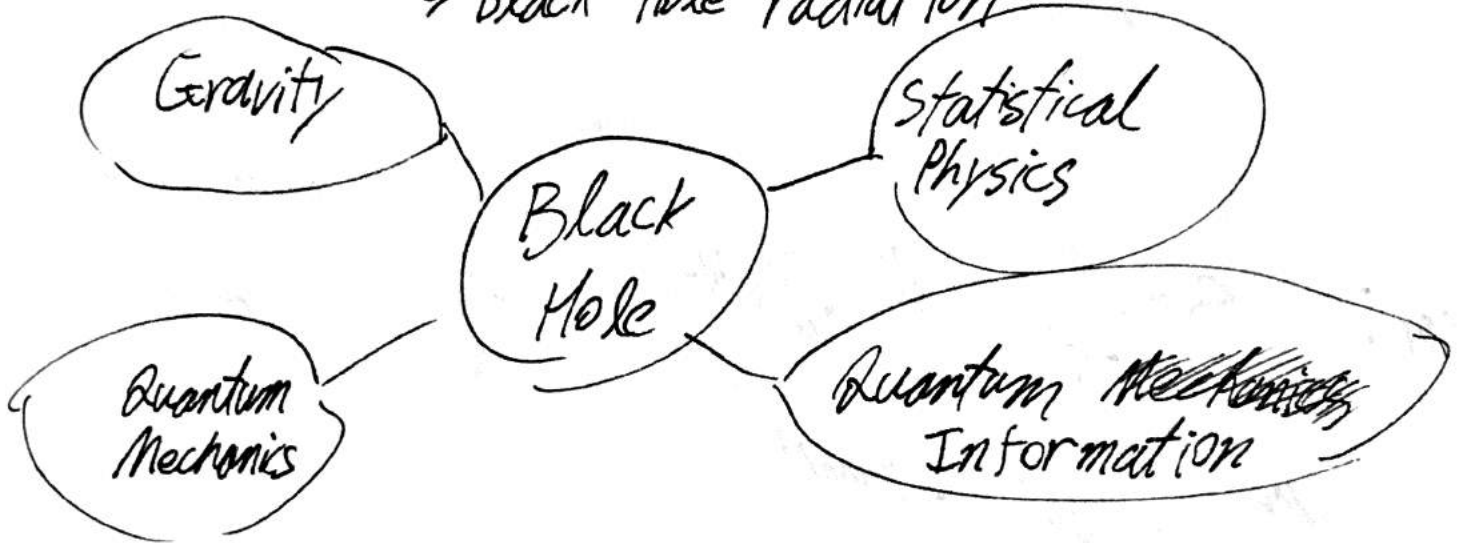 → Black Hole radiation
Gravity
Statistical
Physics
Black
Hole
Quantum
Mechanics
Quantum
Information